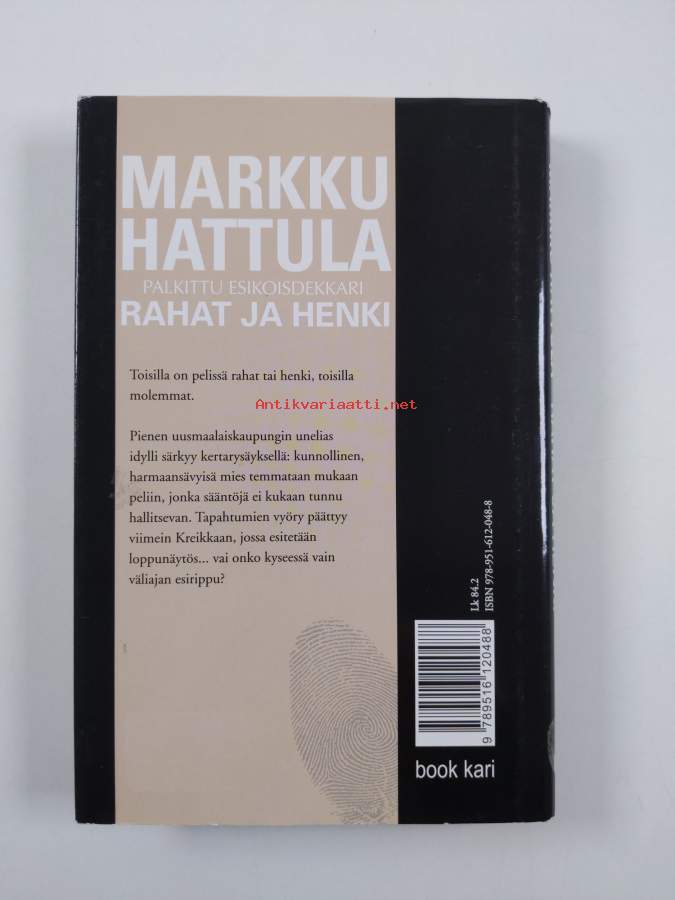 MARKKU
HATTULA
PALKITTU ESIKOISDEKKARI
RAHAT JA HENKI
Toisilla on pelissä rahat tai henki, toisilla
molemmat.
Antikvariaatti.net
Pienen uusmaalaiskaupungin unelias
idylli särkyy kertarysäyksellä: kunnollinen,
harmaansävyisä mies temmataan mukaan
peliin, jonka sääntöjä ei kukaan tunnu
hallitsevan. Tapahtumien vyöry päättyy
viimein Kreikkaan, jossa esitetään
loppunäytös... vai onko kyseessä vain
väliajan esirippu?
Lk 84.2
ISBN 978-951-612-048-8
9 789516 120488
book kari